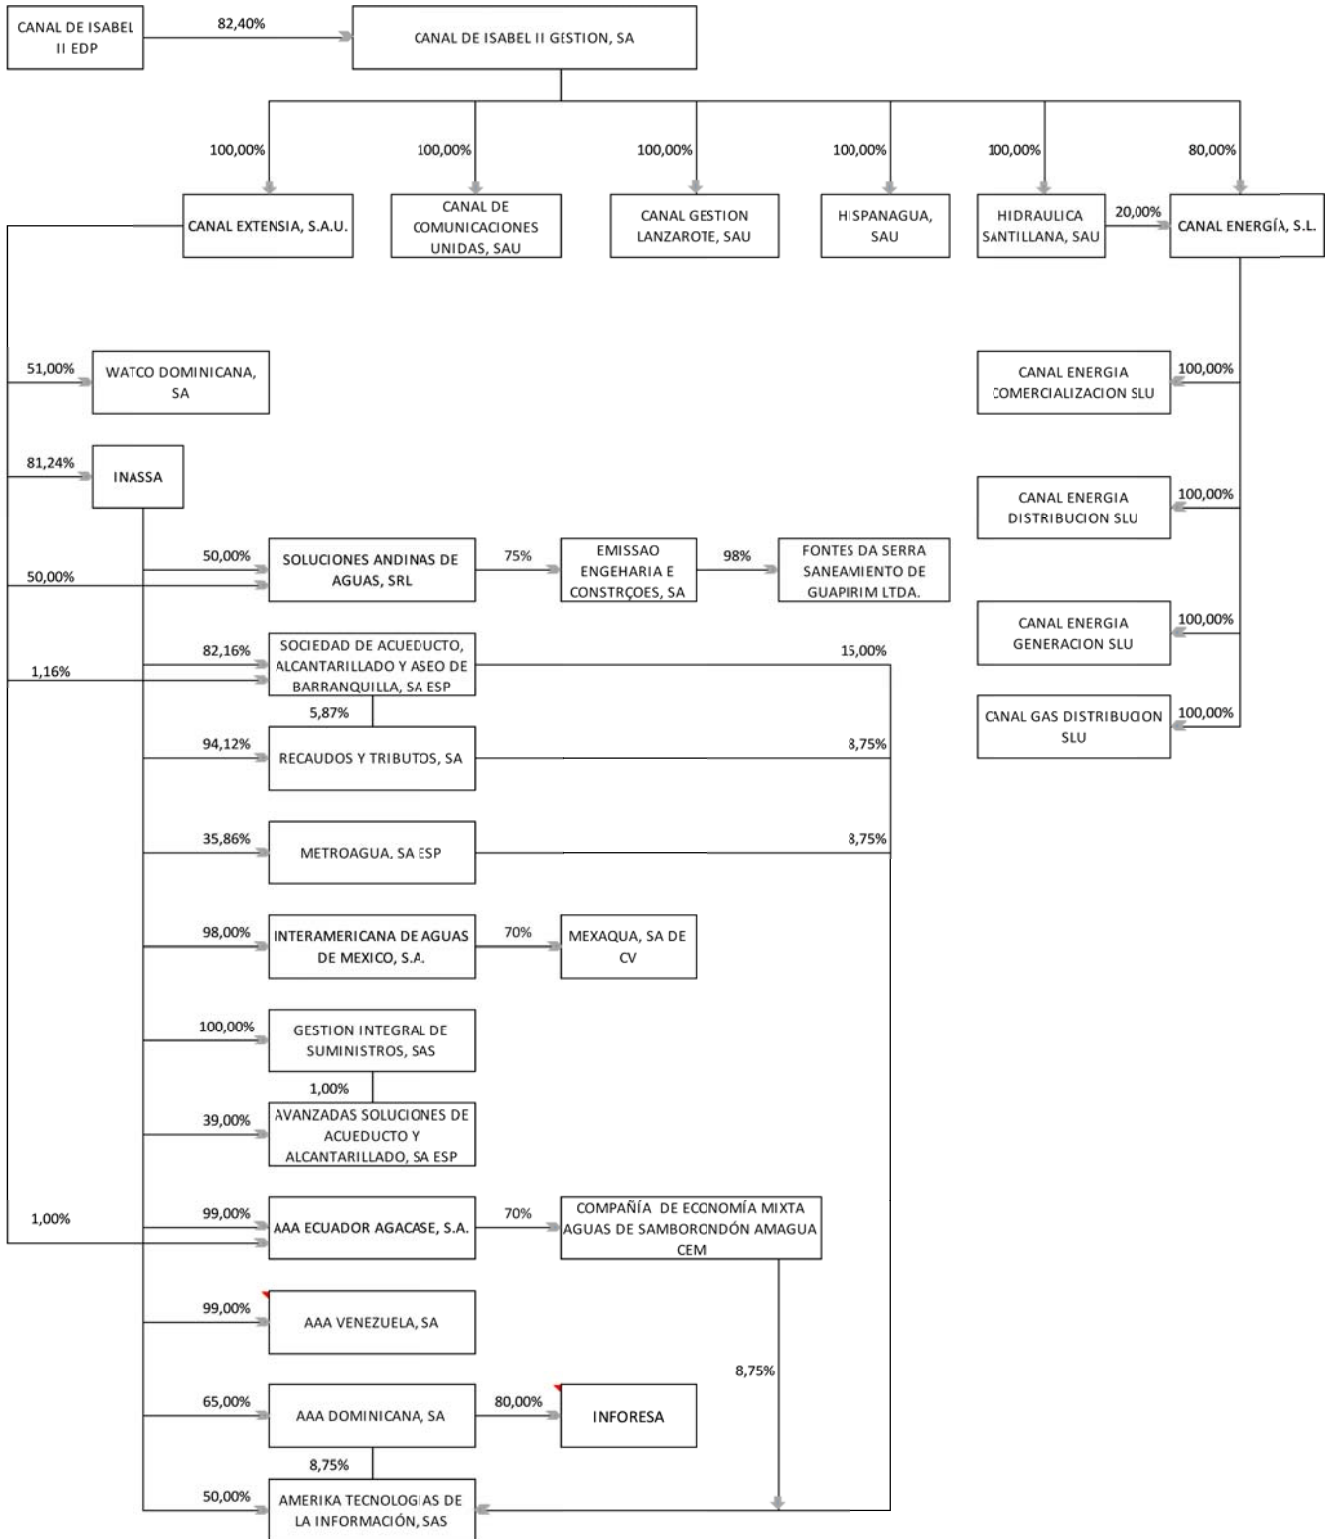 CANAL DE ISABEL
II EDP
82,40%
CANAL DE ISABEL II GESTION, SA
100,00%
100,00%
100,00%
100,00%
100,00%
80,00%
CANAL EXTENSIA, S.A.U.
CANAL DE
COMUNICACIONES
UNIDAS, SAU
CANAL GESTION
LANZAROTE, SAU
HISPANAGUA,
SAU
HIDRAULICA
SANTILLANA, SAU
20,00%
CANAL ENERGÍA, S.L.
51,00%
WATCO DOMINICANA,
SA
CANAL ENERGIA
COMERCIALIZACION SLU
100,00%
81,24%
INASSA
CANAL ENERGIA
DISTRIBUCION SLU
100,00%
50,00%
50,00%
SOLUCIONES ANDINAS DE
AGUAS, SRL
75%
EMISSAO
ENGEHARIA E
CONSTRÇOES, SA
98%
FONTES DA SERRA
SANEAMIENTO DE
GUAPIRIM LTDA.
CANAL ENERGIA
GENERACION SLU
100,00%
82,16%
1,16%
SOCIEDAD DE ACUEDUCTO,
ALCANTARILLADO Y ASEO DE
BARRANQUILLA, SA ESP
15,00%
5,87%
CANAL GAS DISTRIBUCION
SLU
100,00%
94,12%
RECAUDOS Y TRIBUTOS, SA
8,75%
35,86%
METROAGUA, SA ESP
8,75%
98,00%
INTERAMERICANA DE AGUAS
DE MEXICO, S.A.
70%
MEXAQUA, SA DE
CV
100,00%
GESTION INTEGRAL DE
SUMINISTROS, SAS
1,00%
39,00%
AVANZADAS SOLUCIONES DE
ACUEDUCTO Y
ALCANTARILLADO, SA ESP
1,00%
99,00%
AAA ECUADOR AGACASE, S.A.
70%
COMPAÑÍA DE ECONOMÍA MIXTA
AGUAS DE SAMBORONDÓN AMAGUA
CEM
99,00%
AAA VENEZUELA, SA
8,75%
65,00%
AAA DOMINICANA, SA
80,00%
INFORESA
8,75%
50,00%
AMERIKA TECNOLOGIAS DE
LA INFORMACIÓN, SAS